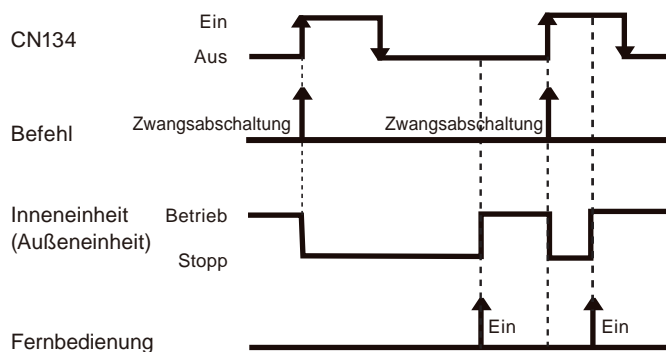 CN134
Ein
Aus
Befehl
Zwangsabschaltung
Zwangsabschaltung
Inneneinheit
(Außeneinheit)
Betrieb
Stopp
Fernbedienung
Ein
Ein